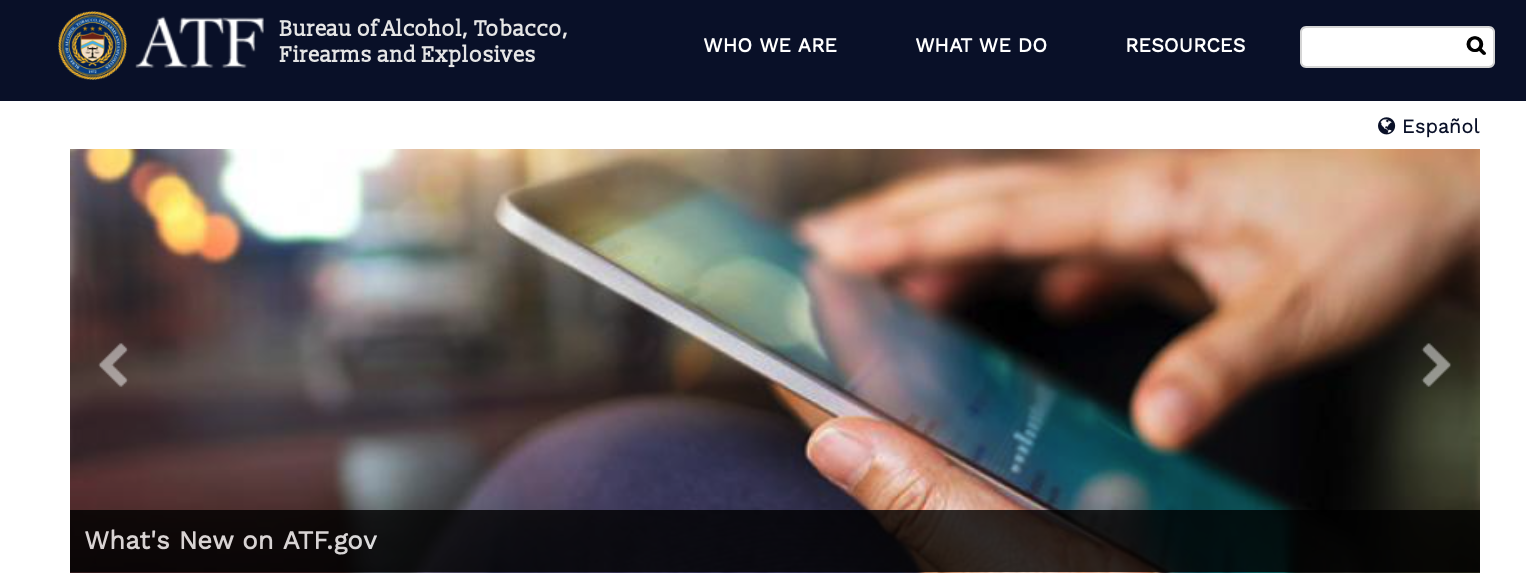 ATF
Bureau of Alcohol, Tobacco,
Firearms and Explosives
WHO WE ARE
WHAT WE DO
RESOURCES
Español
What's New on ATF.gov